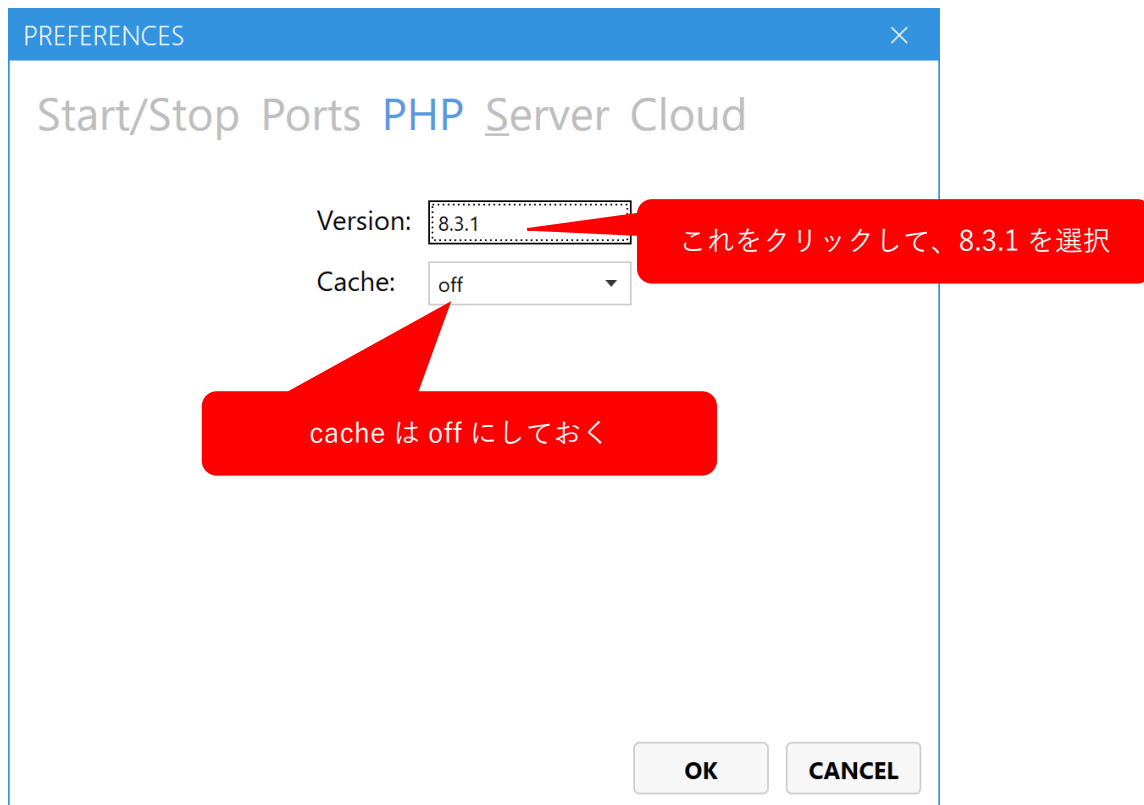 PREFERENCES
Start/Stop Ports PHP Server Cloud
Version: 8.3.1
これをクリックして、8.3.1 を選択
Cache: off
cache は off にしておく
OK CANCEL